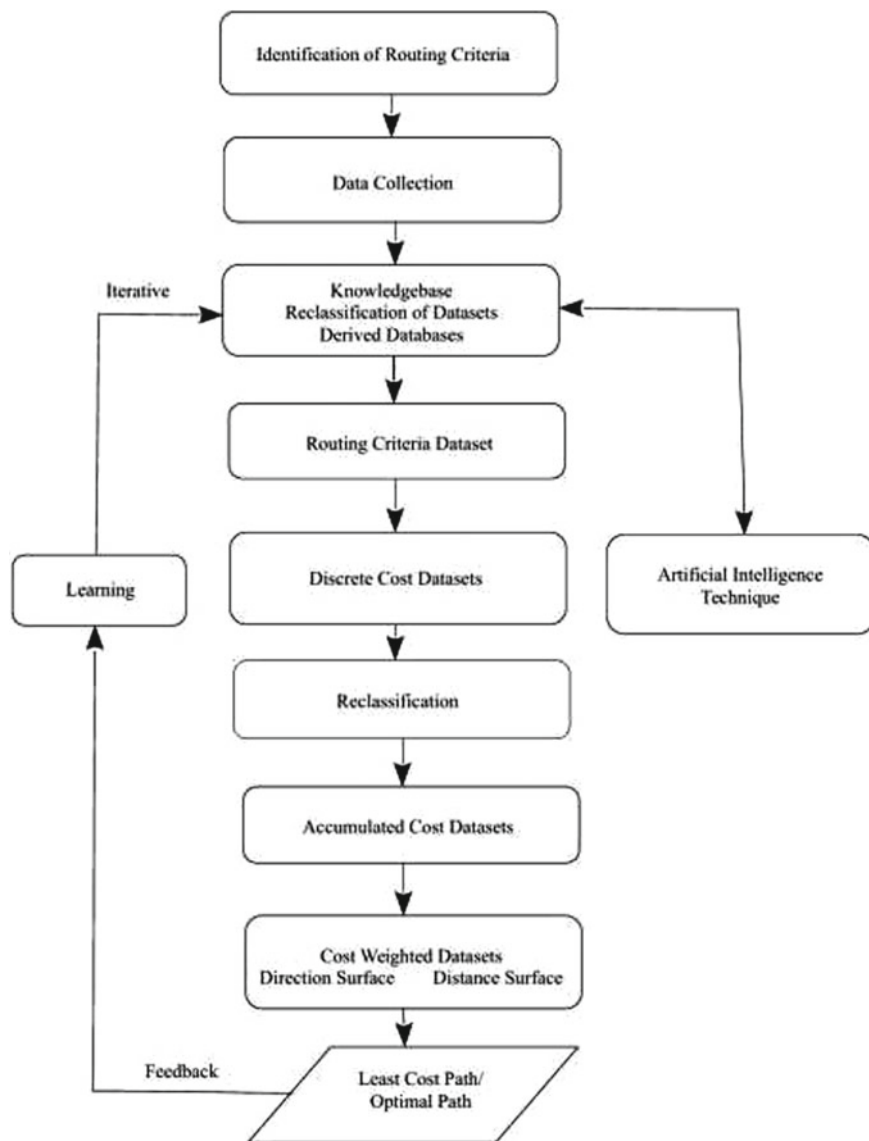 Identification of Routing Criteria
Data Collection
Iterative
Knowledgebase
Reclassification of Datasets
Derived Databases
Routing Criteria Dataset
Discrete Cost Datasets
Artificial Intelligence
Technique
Learning
Reclassification
Accumulated Cost Datasets
Cost Weighted Datasets
Direction Surface Distance Surface
Feedback
Least Cost Path/
Optimal Path